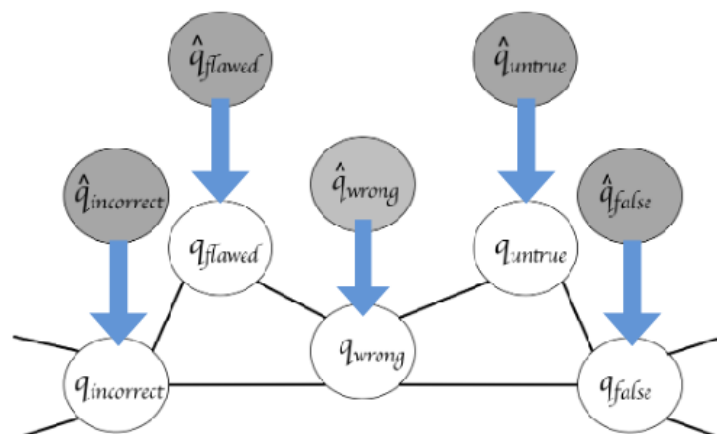 q̂flawed
q̂untrue
q̂incorrect
q̂wrong
q̂false
qflawed
quntrue
qincorrect
qwrong
qfalse